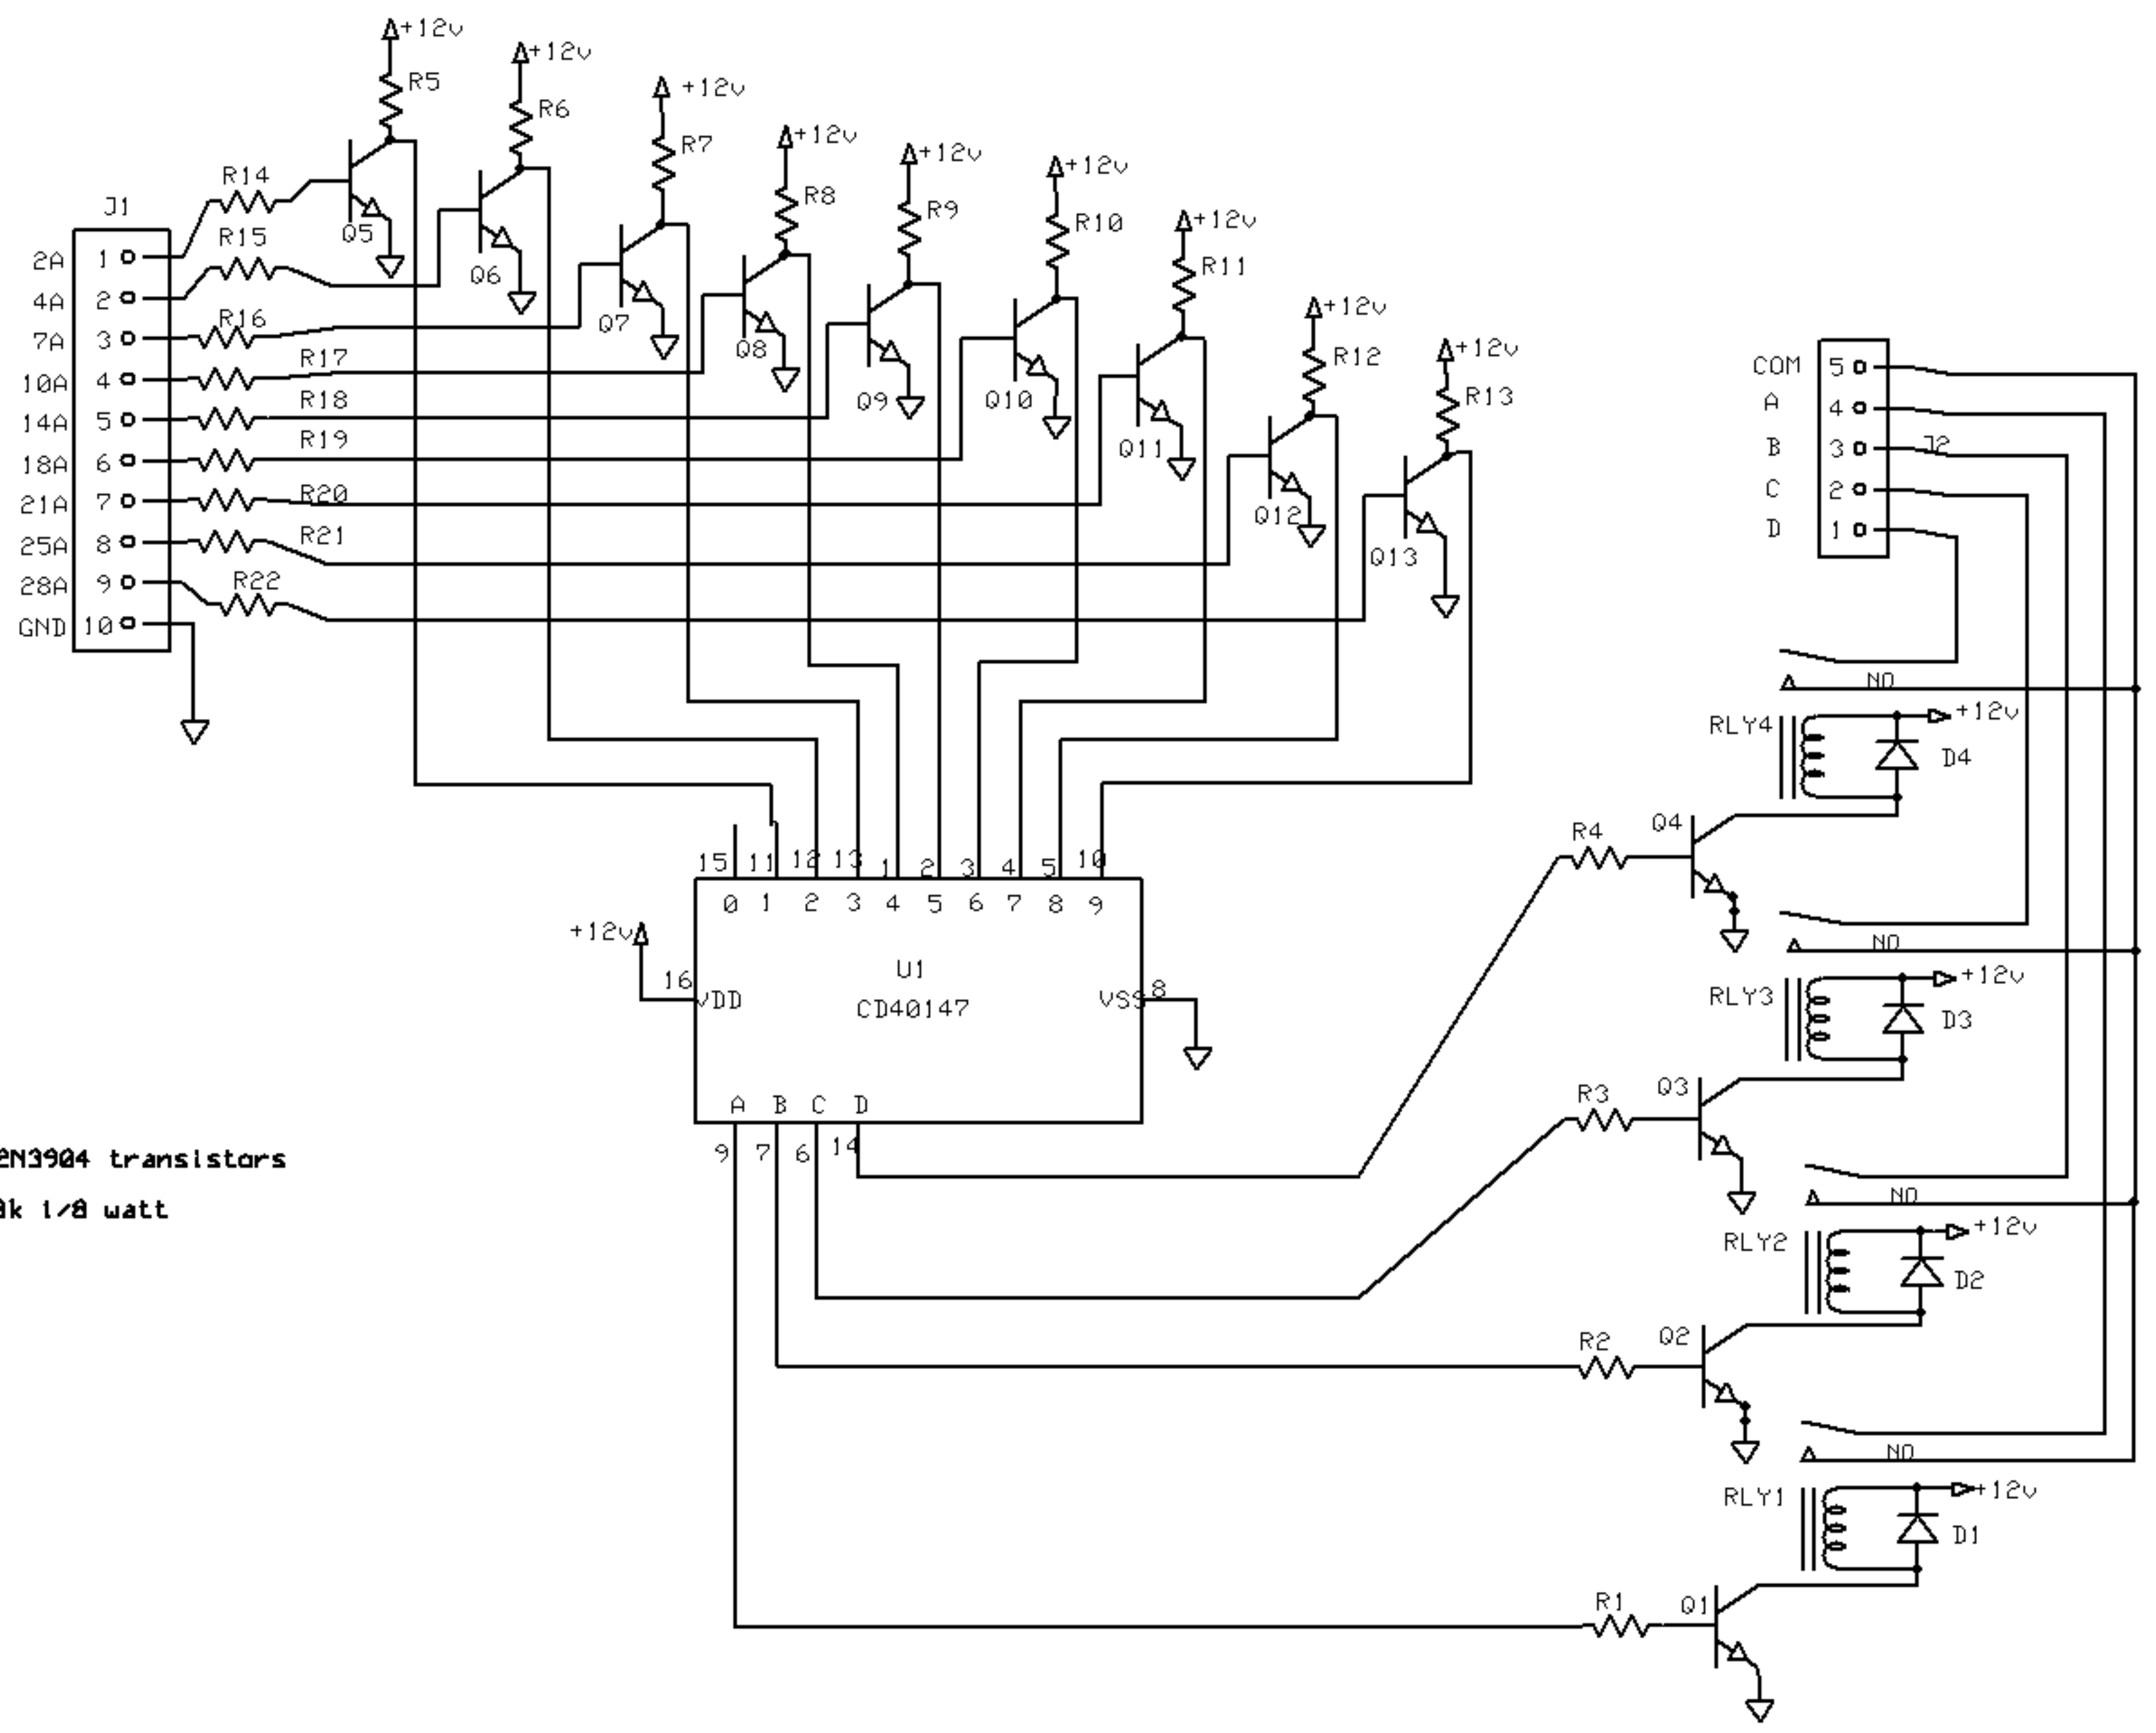 +12v
R5
+12v
R6
+12v
R7
+12v
R8
+12v
R9
+12v
R10
+12v
R11
+12v
R12
+12v
R13
R14
Q5
R15
Q6
R16
Q7
R17
Q8
R18
Q9
R19
Q10
R20
Q11
R21
Q12
R22
Q13
J1
2A 1
4A 2
7A 3
10A 4
14A 5
18A 6
21A 7
25A 8
28A 9
GND 10
COM 5
A 4
B 3 J2
C 2
D 1
NO
RLY4 +12v
D4
R4 Q4
NO
RLY3 +12v
D3
R3 Q3
NO
RLY2 +12v
D2
R2 Q2
NO
RLY1 +12v
D1
R1 Q1
15 11 12 13 1 2 3 4 5 10
0 1 2 3 4 5 6 7 8 9
+12v
U1
16 VDD CD40147 VSS 8
A B C D
9 7 6 14
2N3904 transistors
k 1/8 watt